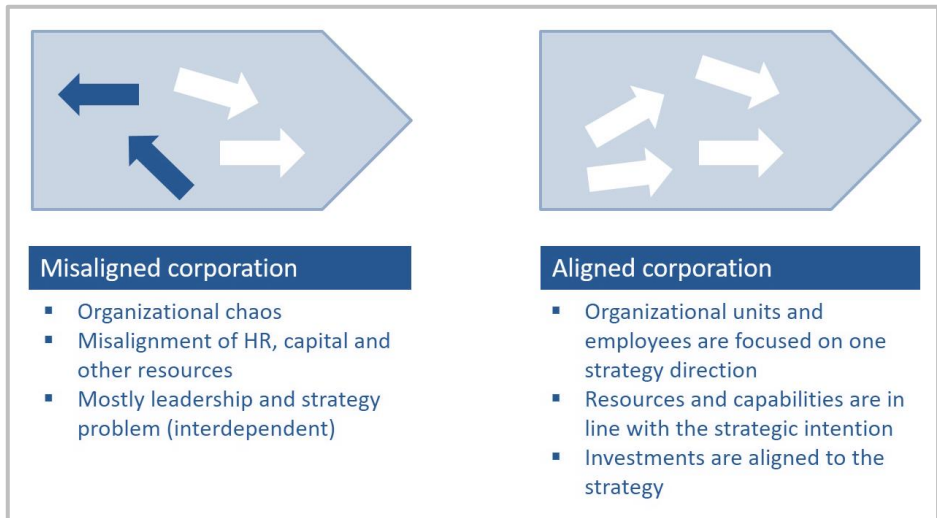 Misaligned corporation
▪ Organizational chaos
▪ Misalignment of HR, capital and
other resources
▪ Mostly leadership and strategy
problem (interdependent)
Aligned corporation
▪ Organizational units and
employees are focused on one
strategy direction
▪ Resources and capabilities are in
line with the strategic intention
▪ Investments are aligned to the
strategy